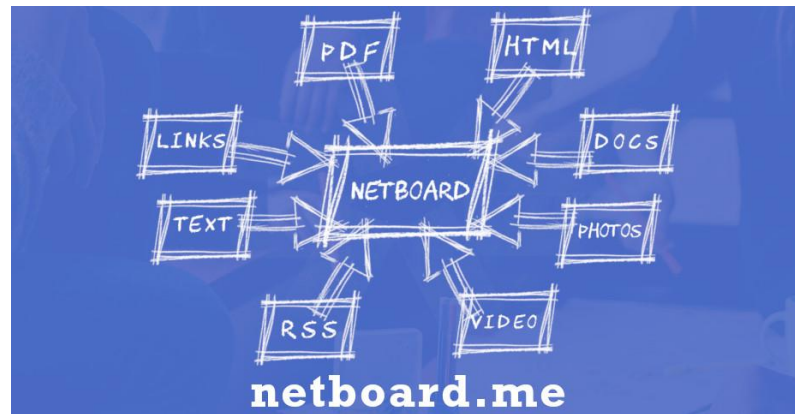 PDF
HTML
LINKS
DOCS
NETBOARD
TEXT
PHOTOS
RSS
VIDEO
netboard.me